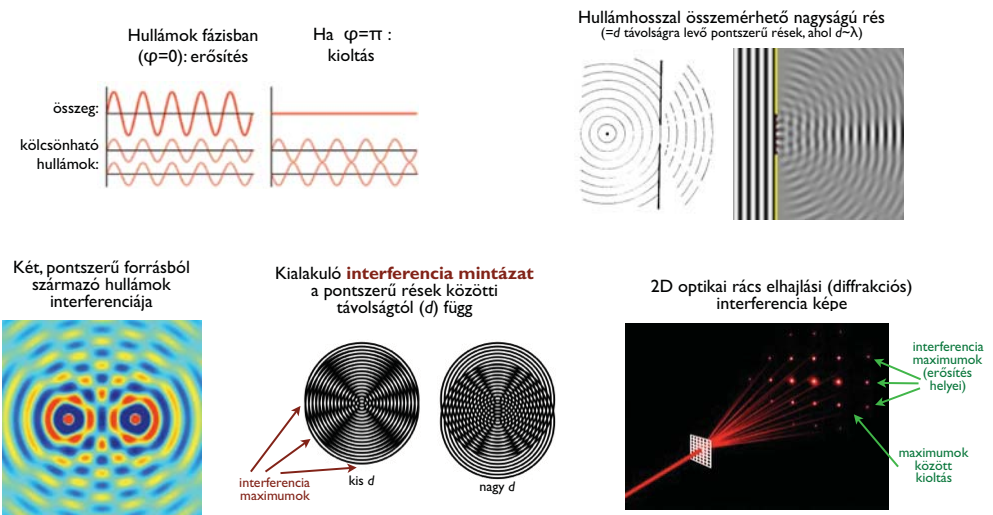 Hullámok fázisban
(φ=0): erősítés
Ha φ=π :
kioltás
összeg:
kölcsönható
hullámok:
Hullámhosszal összemérhető nagyságú rés
(=d távolságra levő pontszerű rések, ahol d~λ)
Két, pontszerű forrásból
származó hullámok
interferenciája
Kialakuló interferencia mintázat
a pontszerű rések közötti
távolságtól (d) függ
interferencia
maximumok
kis d
nagy d
2D optikai rács elhajlási (diffrakciós)
interferencia képe
interferencia
maximumok
(erősítés
helyei)
maximumok
között
kioltás